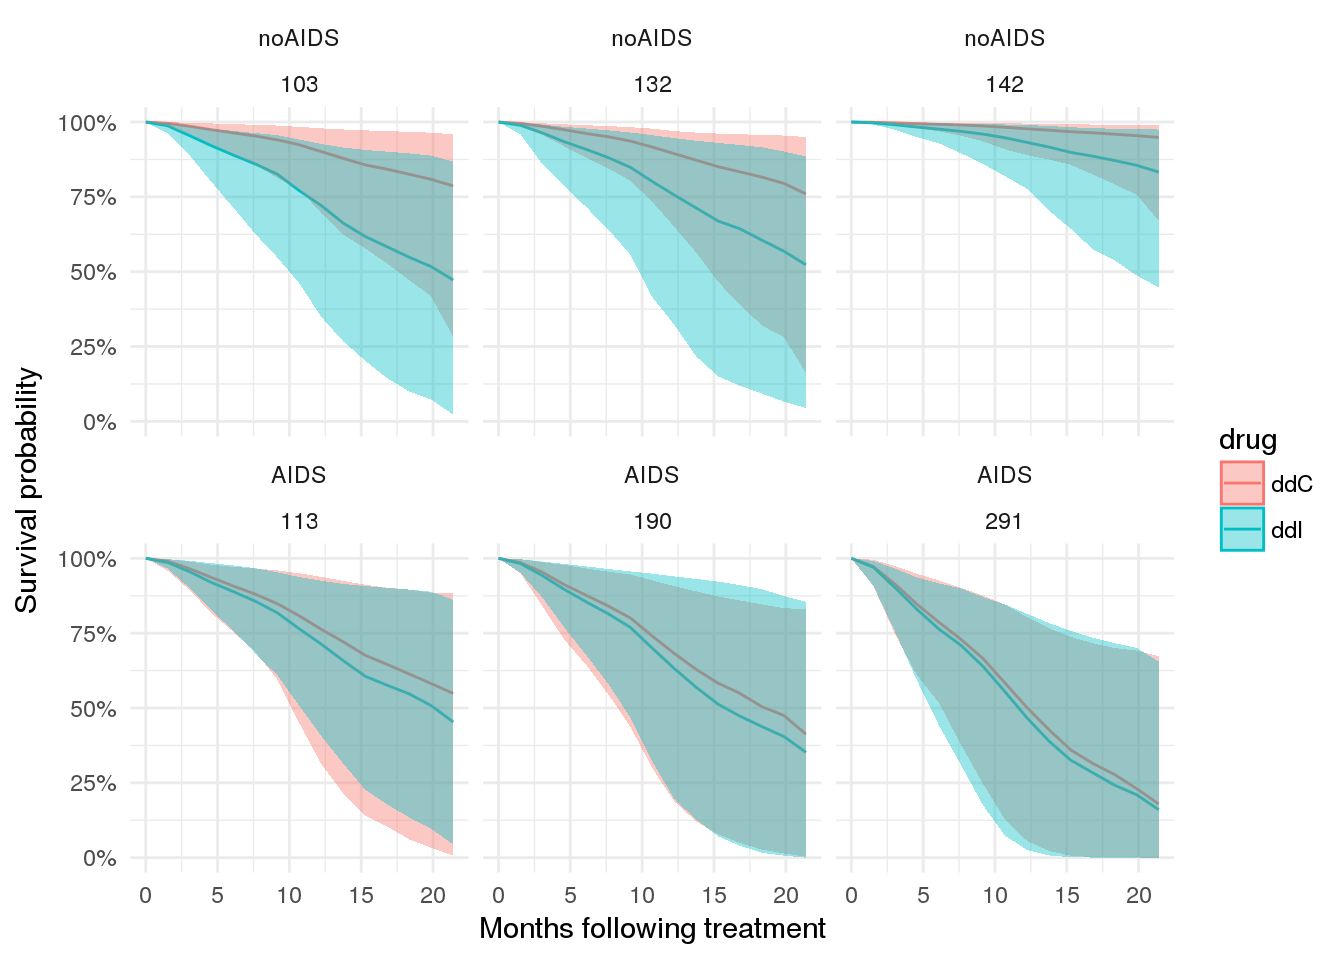 noAIDS
103
noAIDS
132
noAIDS
142
100%
75%
50%
25%
0%
AIDS
113
AIDS
190
AIDS
291
100%
75%
50%
25%
0%
0 5 10 15 20
0 5 10 15 20
0 5 10 15 20
Months following treatment
Survival probability
drug
ddC
ddI